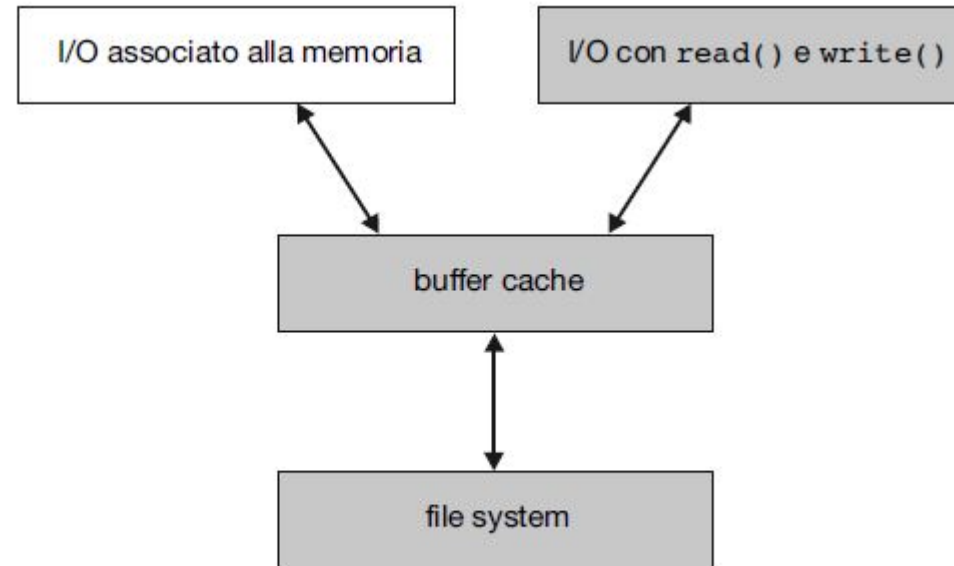 I/O associato alla memoria
I/O con read() e write()
buffer cache
file system